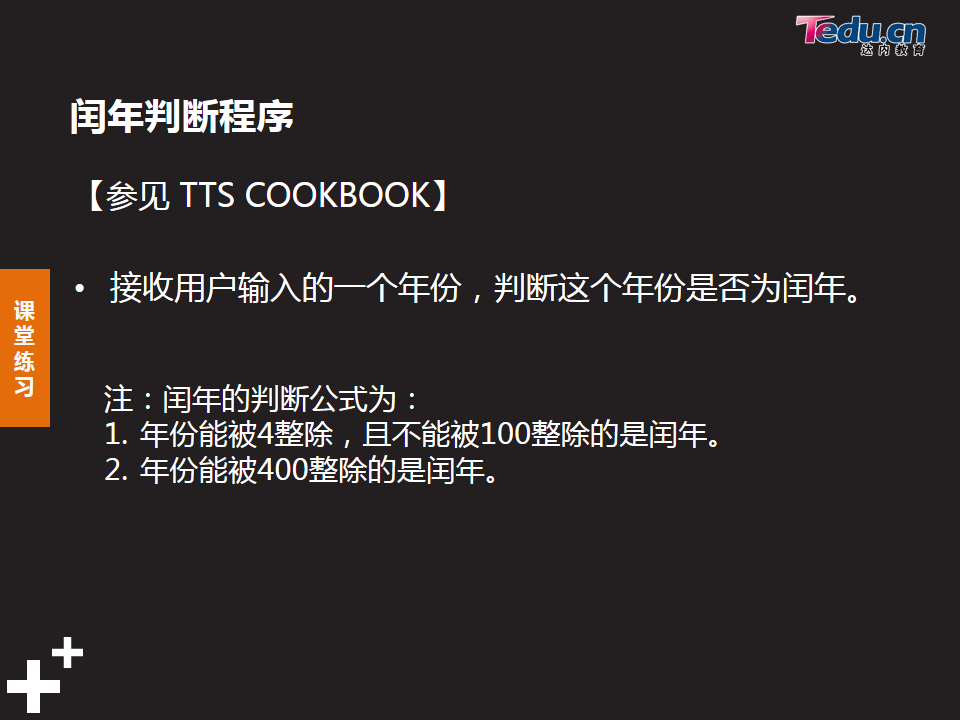 Tedu.cn
达内教育
闰年判断程序
【参见 TTS COOKBOOK】
• 接收用户输入的一个年份，判断这个年份是否为闰年。
课堂练习
注：闰年的判断公式为：
1. 年份能被4整除，且不能被100整除的是闰年。
2. 年份能被400整除的是闰年。